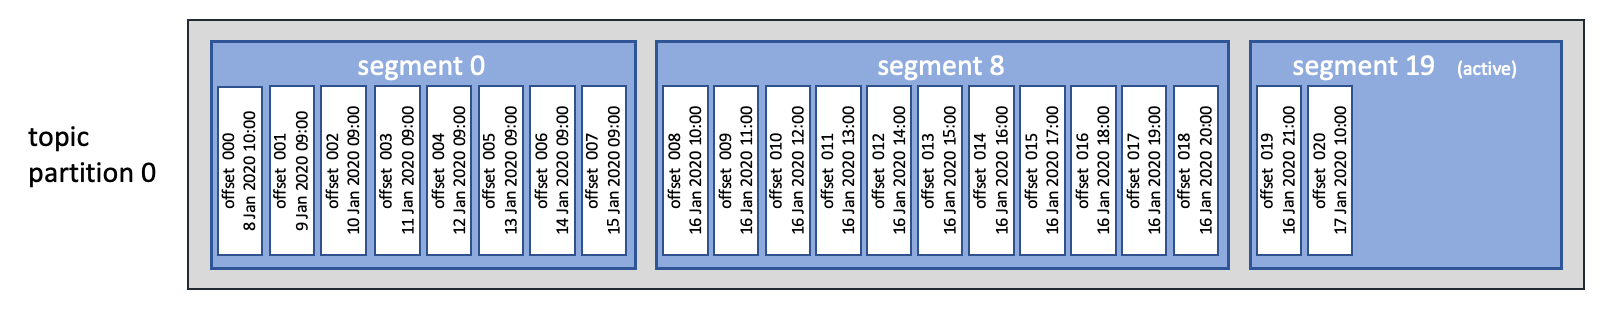 topic
partition 0
segment 0
offset 000
8 Jan 2020 10:00
offset 001
9 Jan 2020 09:00
offset 002
10 Jan 2020 09:00
offset 003
11 Jan 2020 09:00
offset 004
12 Jan 2020 09:00
offset 005
13 Jan 2020 09:00
offset 006
14 Jan 2020 09:00
offset 007
15 Jan 2020 09:00
segment 8
offset 008
16 Jan 2020 10:00
offset 009
16 Jan 2020 11:00
offset 010
16 Jan 2020 12:00
offset 011
16 Jan 2020 13:00
offset 012
16 Jan 2020 14:00
offset 013
16 Jan 2020 15:00
offset 014
16 Jan 2020 16:00
offset 015
16 Jan 2020 17:00
offset 016
16 Jan 2020 18:00
offset 017
16 Jan 2020 19:00
offset 018
16 Jan 2020 20:00
segment 19 (active)
offset 019
16 Jan 2020 21:00
offset 020
17 Jan 2020 10:00